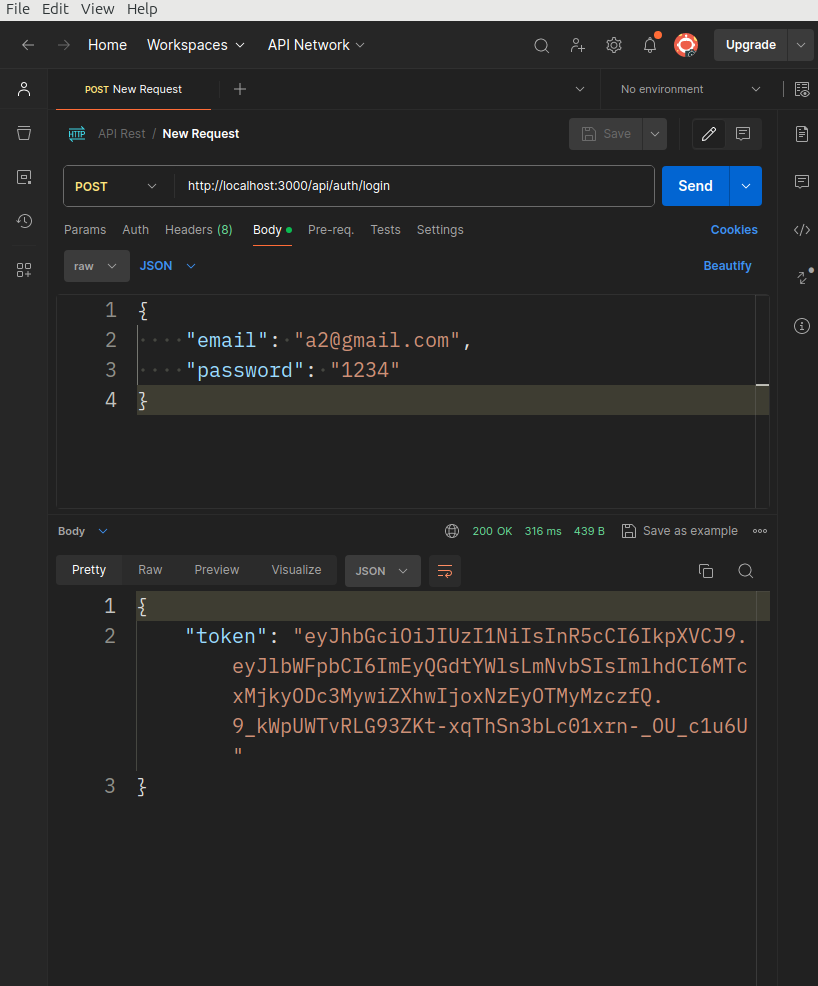 File Edit View Help
Home Workspaces API Network Upgrade
POST New Request No environment
HTTP API Rest / New Request Save
POST http://localhost:3000/api/auth/login Send
Params Auth Headers (8) Body Pre-req. Tests Settings Cookies
raw JSON Beautify
1 {
2 "email": "a2@gmail.com",
3 "password": "1234"
4 }
Body 200 OK 316 ms 439 B Save as example
Pretty Raw Preview Visualize JSON
1 {
2 "token": "eyJhbGciOiJIUzI1NiIsInR5cCI6IkpXVCJ9.
eyJlbWFpbCI6ImEyQGdtYWlsLmNvbSIsImlhdCI6MTc
xMjkyODc3MywiZXhwIjoxNzEyOTMyMzczfQ.
9_kWpUWTvRLG93ZKt-xqThSn3bLc01xrn-_OU_c1u6U
"
3 }